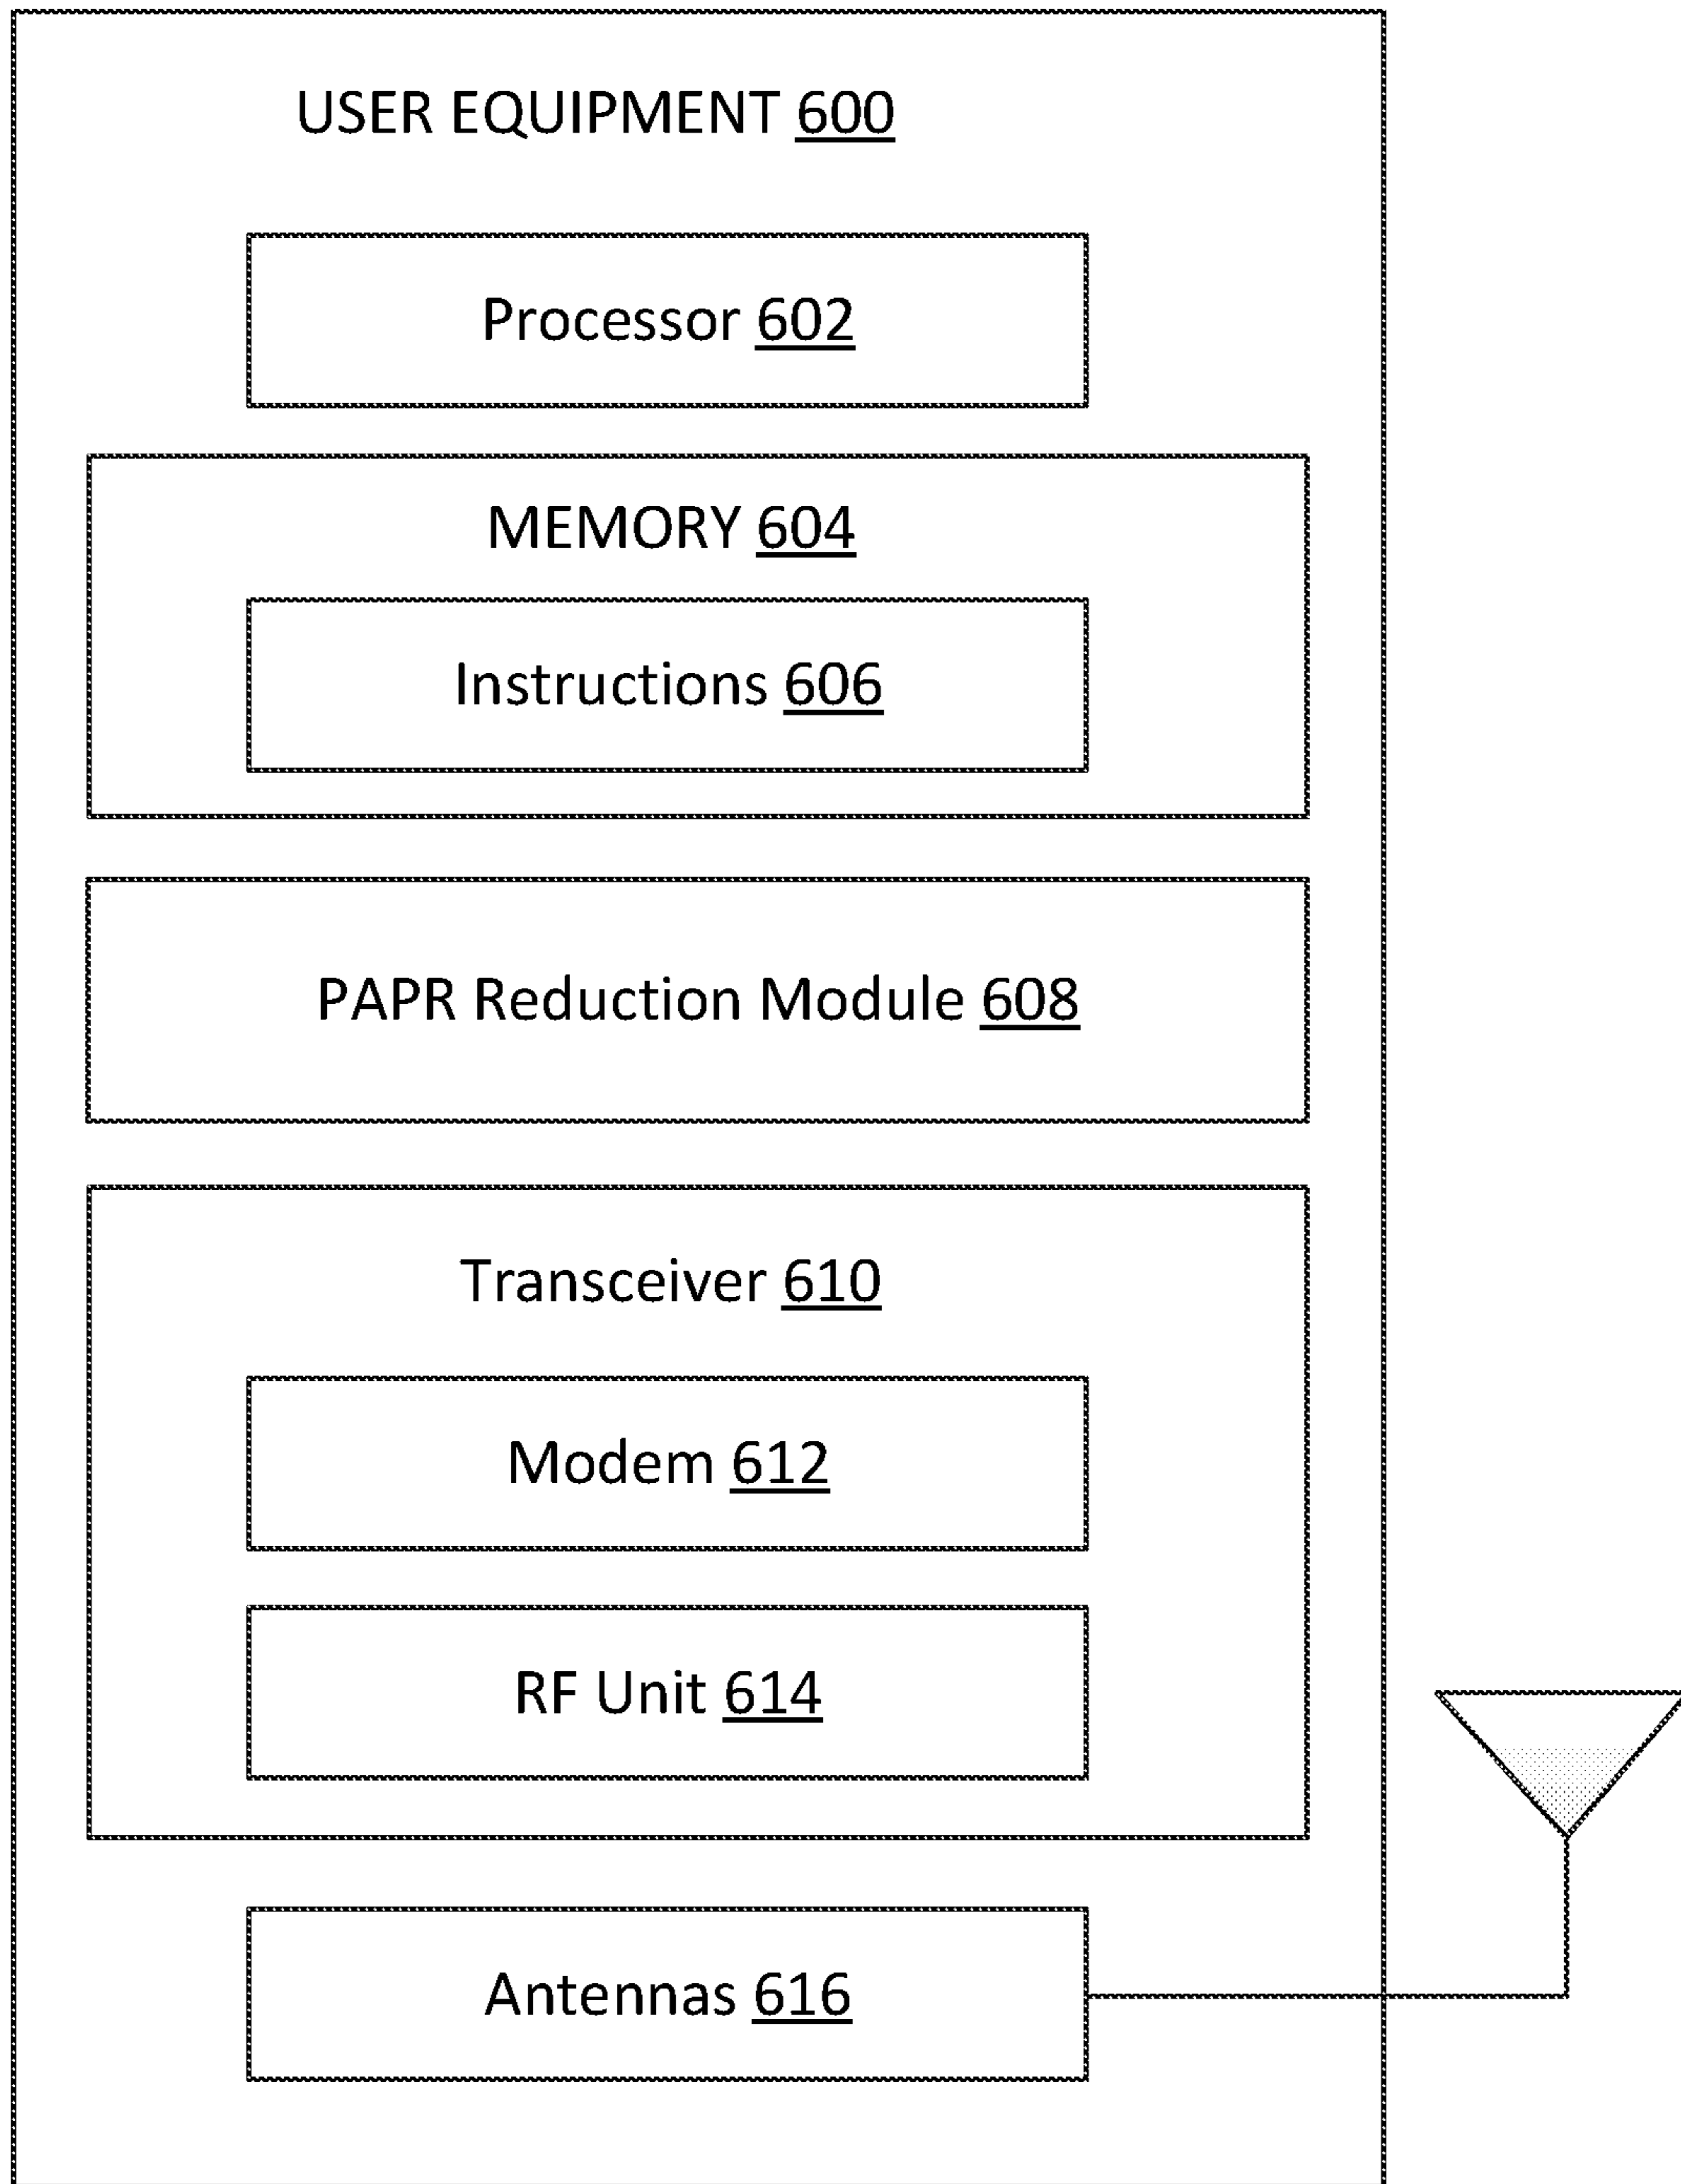 USER EQUIPMENT 600
Processor 602
MEMORY 604
Instructions 606
PAPR Reduction Module 608
Transceiver 610
Modem 612
RF Unit 614
Antennas 616